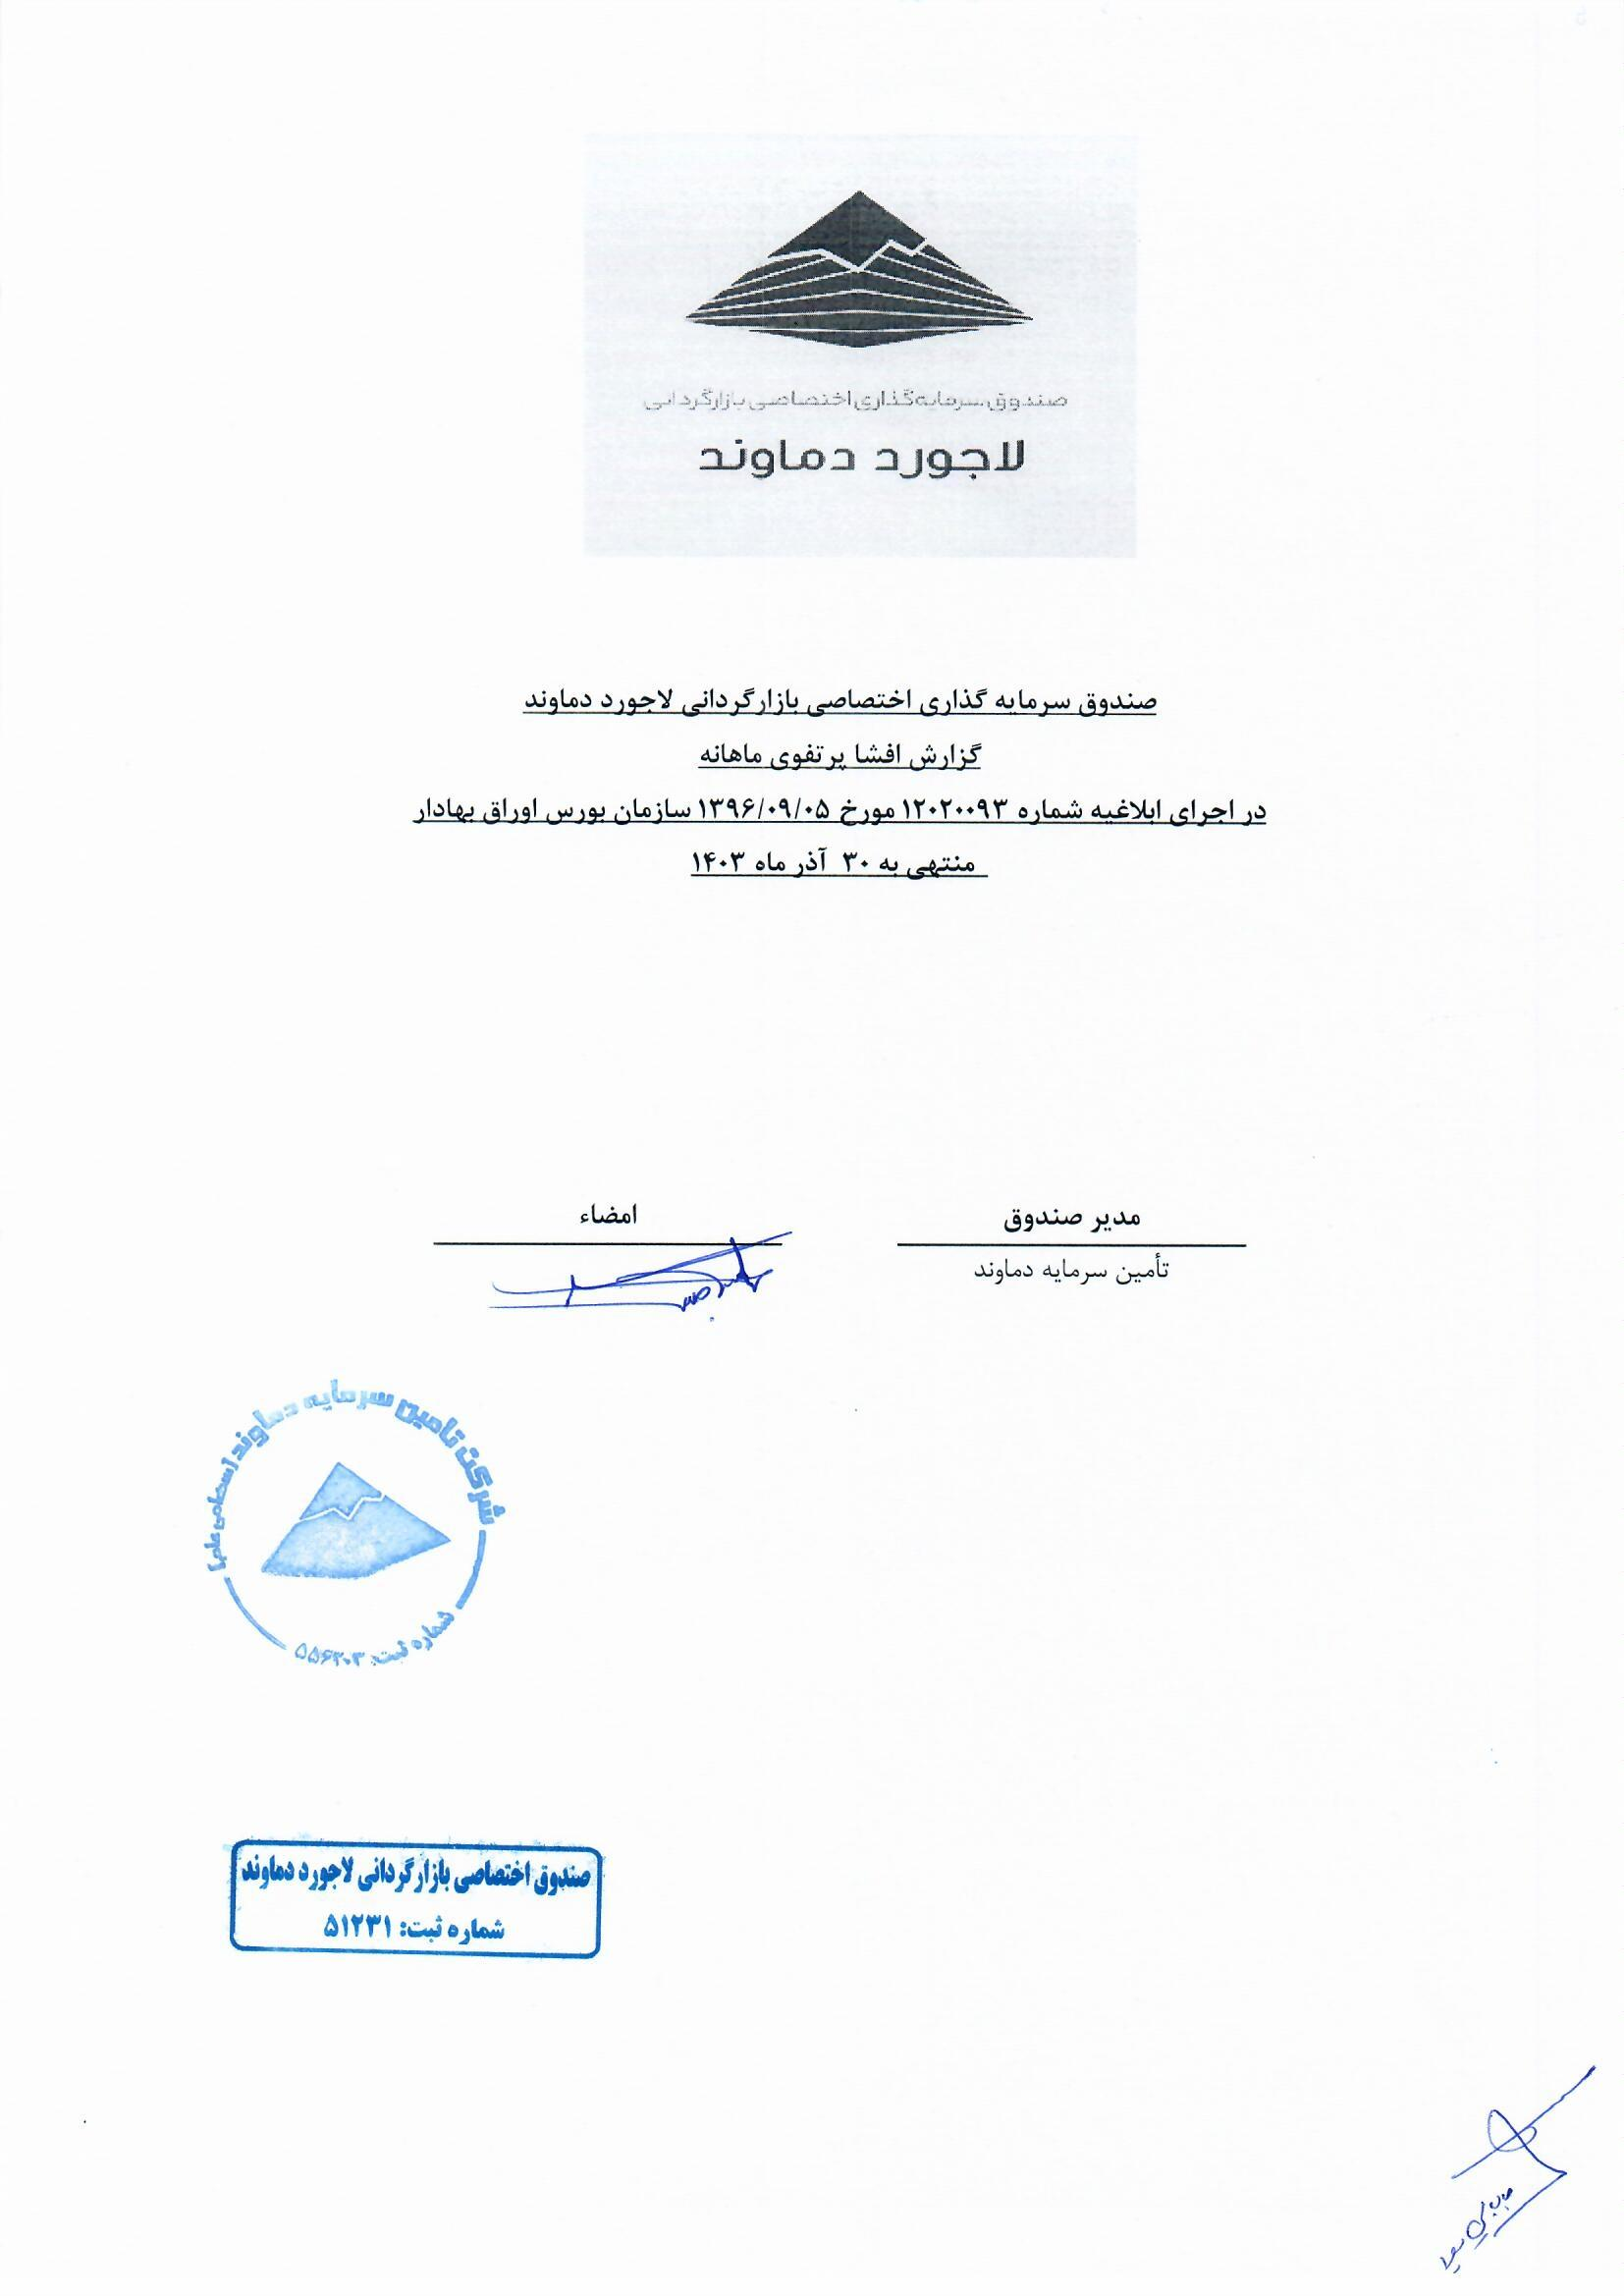 صندوق سرمایه‌گذاری اختصاصی بازارگردانی
لاجورد دماوند
صندوق سرمایه گذاری اختصاصی بازارگردانی لاجورد دماوند
گزارش افشا پرتفوی ماهانه
در اجرای ابلاغیه شماره ۱۲۰۲۰۰۹۳ مورخ ۱۳۹۶/۰۹/۰۵ سازمان بورس اوراق بهادار
منتهی به ۳۰ آذر ماه ۱۴۰۳
مدیر صندوق
امضاء
تأمین سرمایه دماوند
شرکت تامین سرمایه دماوند (سهامی عام)
شماره ثبت: ۵۵۶۲۰۳
صندوق اختصاصی بازارگردانی لاجورد دماوند
شماره ثبت: ۵۱۲۳۱